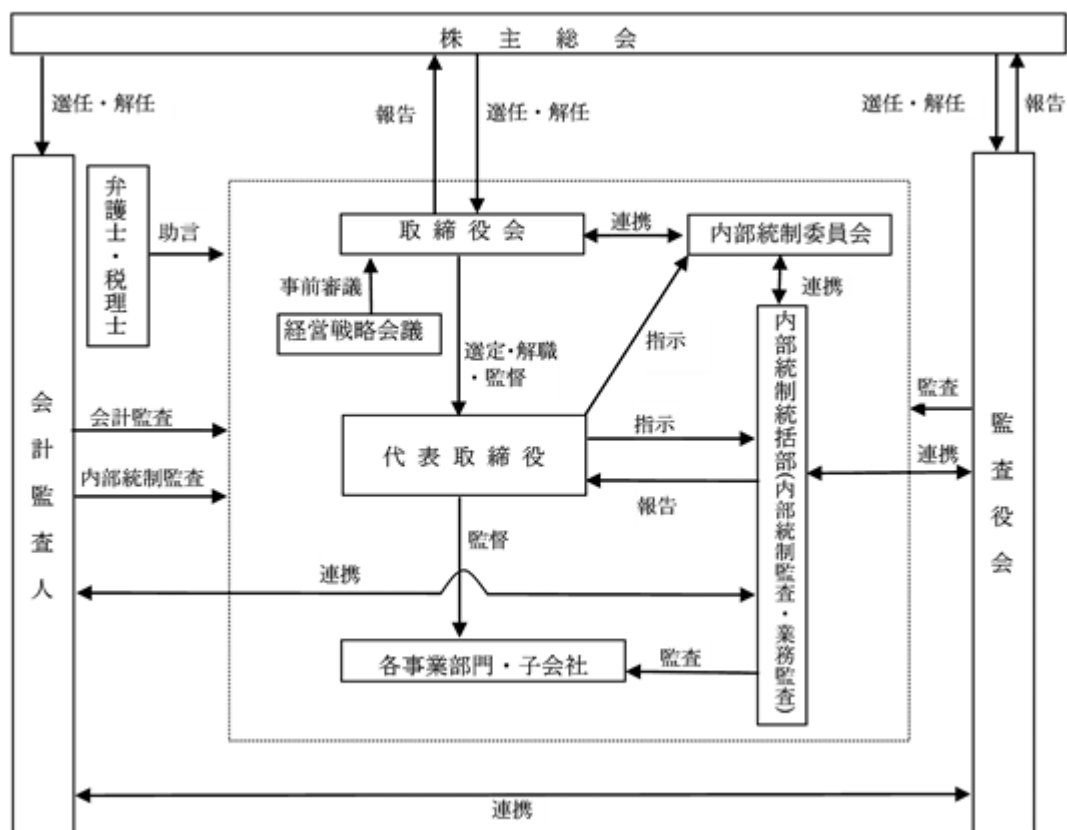 株主総会
選任・解任
報告
選任・解任
選任・解任
報告
弁護士・税理士
助言
取締役会
連携
内部統制委員会
事前審議
連携
経営戦略会議
内部統制統括部(内部統制監査・業務監査)
指示
選定・解職
・監督
会計監査人
監査
監査役会
会計監査
代表取締役
指示
連携
内部統制監査
報告
監督
連携
各事業部門・子会社
監査
連携